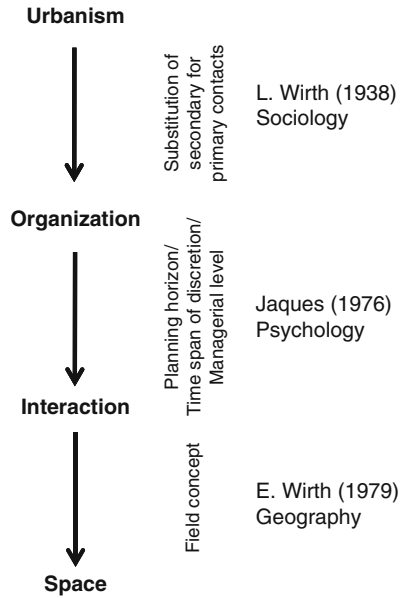 Urbanism
Substitution of
secondary for
primary contacts
L. Wirth (1938)
Sociology
Organization
Planning horizon/
Time span of discretion/
Managerial level
Jaques (1976)
Psychology
Interaction
Field concept
E. Wirth (1979)
Geography
Space